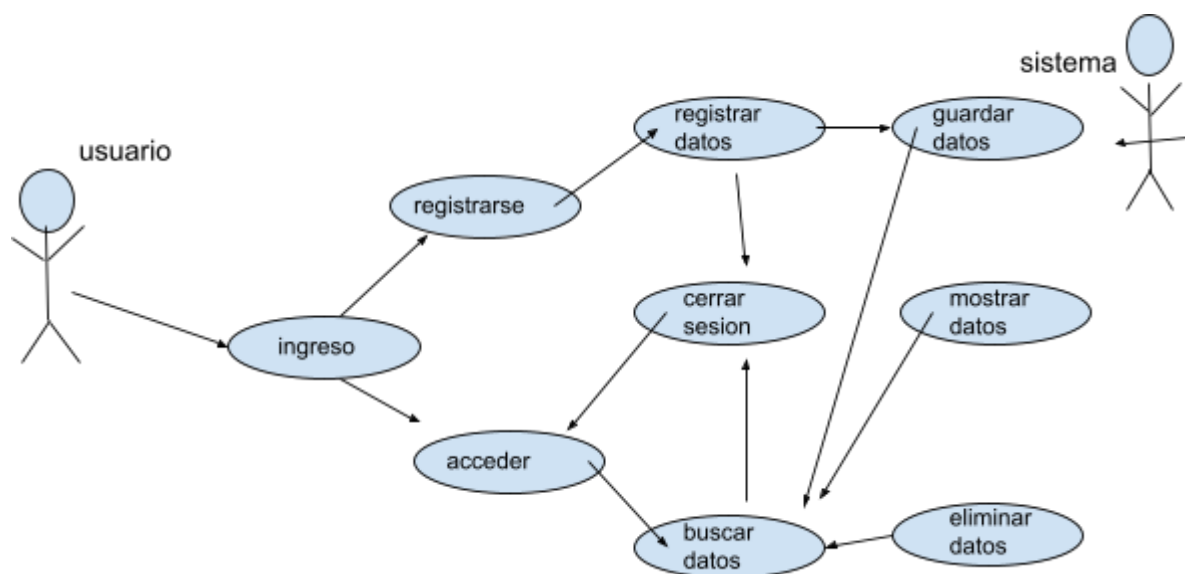 sistema
usuario
registrar
datos
guardar
datos
registrarse
cerrar
sesion
mostrar
datos
ingreso
acceder
buscar
datos
eliminar
datos